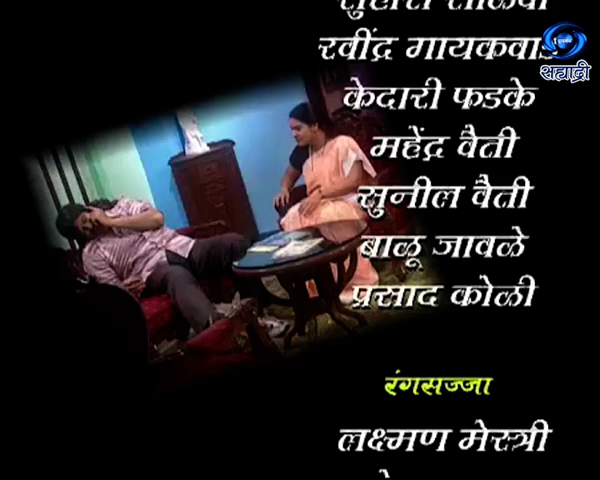 रवींद्र गायकवाड
सह्याद्री
केदारी फडके
महेंद्र वैती
सुनील वैती
बाळू जावळे
प्रसाद कोळी
रंगसज्जा
लक्ष्मण मेस्त्री